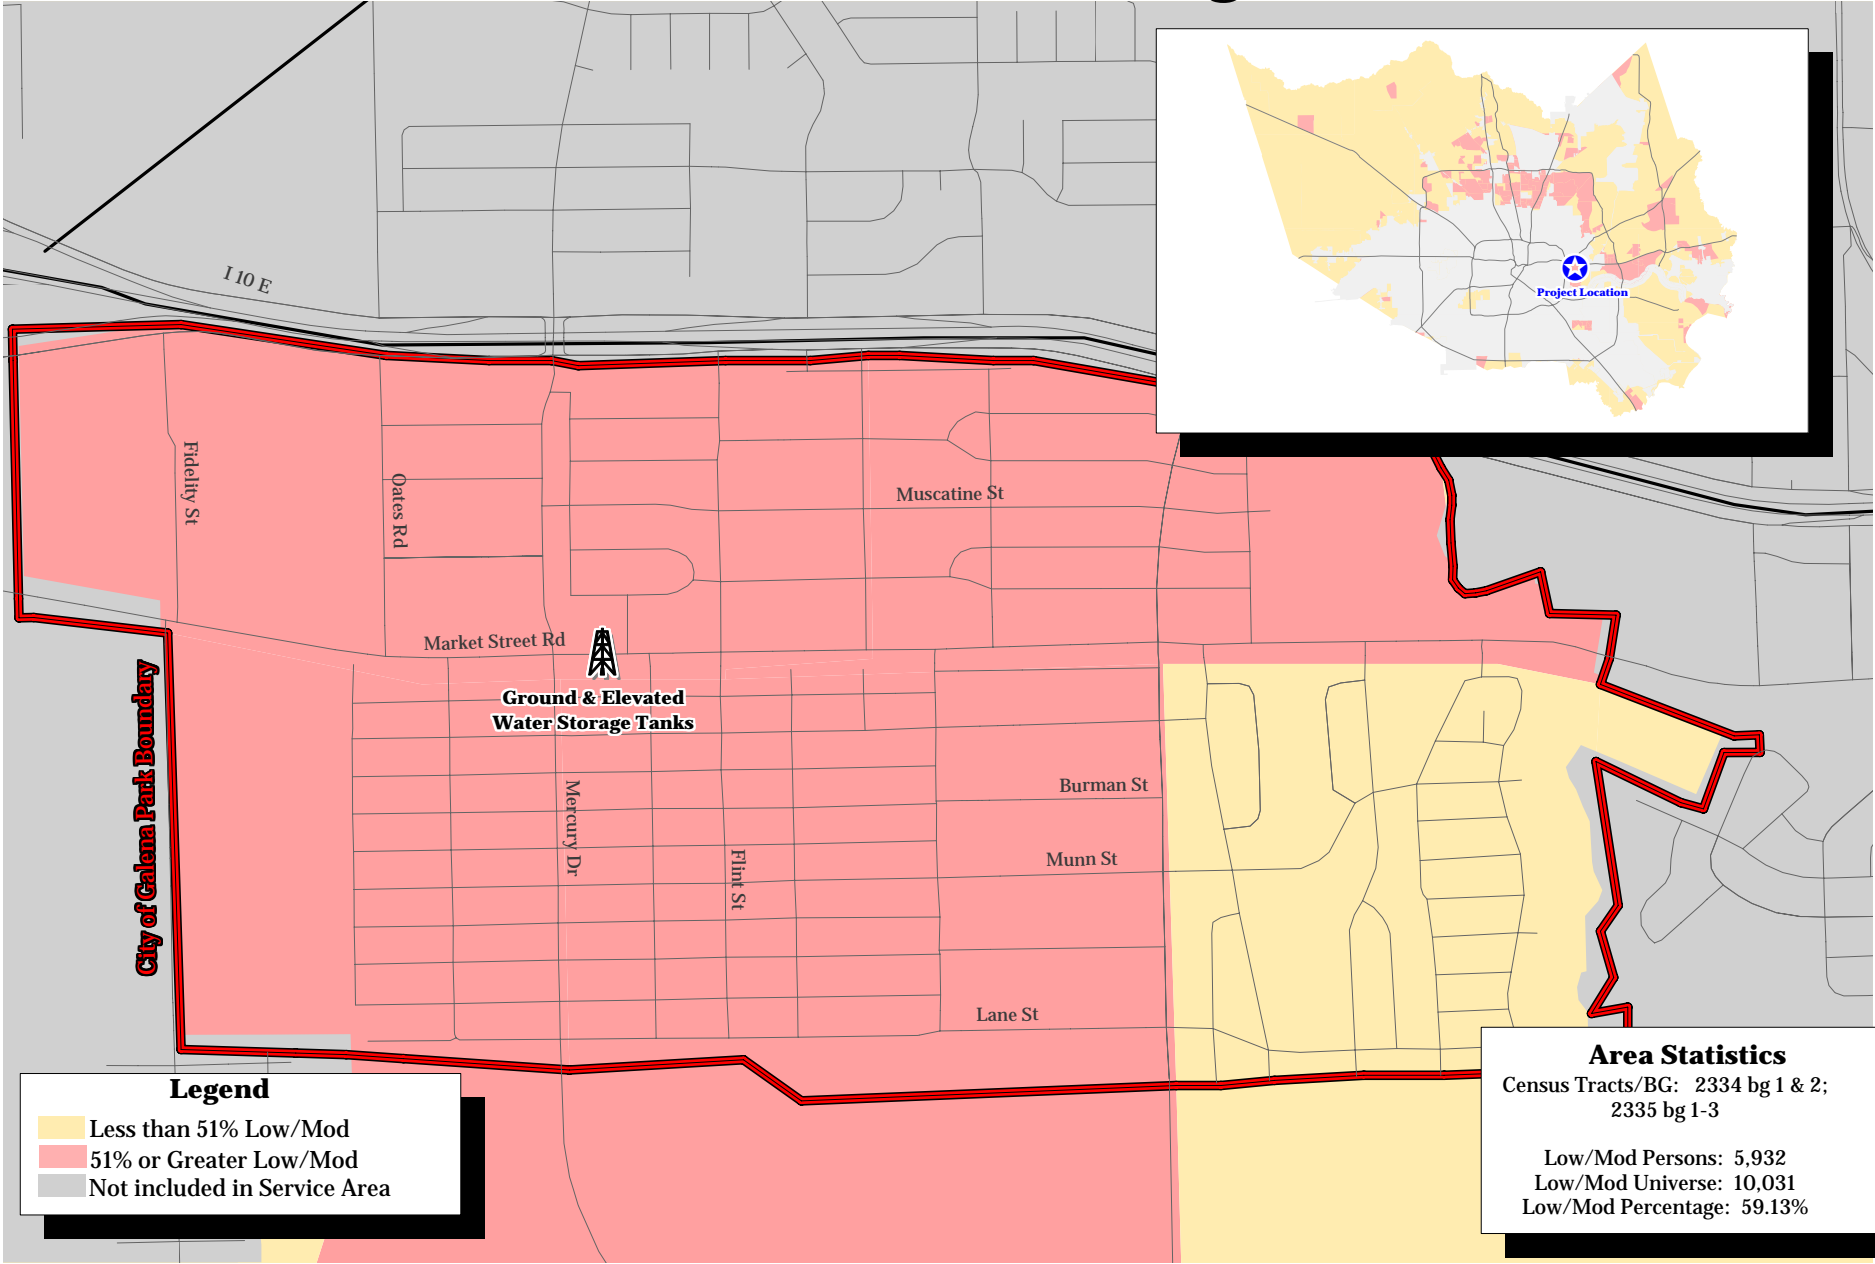 I 10 E
Project Location
Fidelity St
Oates Rd
Muscatine St
Market Street Rd
Ground & Elevated
Water Storage Tanks
City of Galena Park Boundary
Mercury Dr
Flint St
Burman St
Munn St
Lane St
Legend
Less than 51% Low/Mod
51% or Greater Low/Mod
Not included in Service Area
Area Statistics
Census Tracts/BG: 2334 bg 1 & 2;
2335 bg 1-3
Low/Mod Persons: 5,932
Low/Mod Universe: 10,031
Low/Mod Percentage: 59.13%